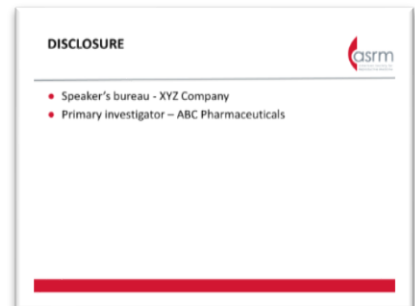 DISCLOSURE
asrm
Speaker's bureau - XYZ Company
Primary investigator – ABC Pharmaceuticals